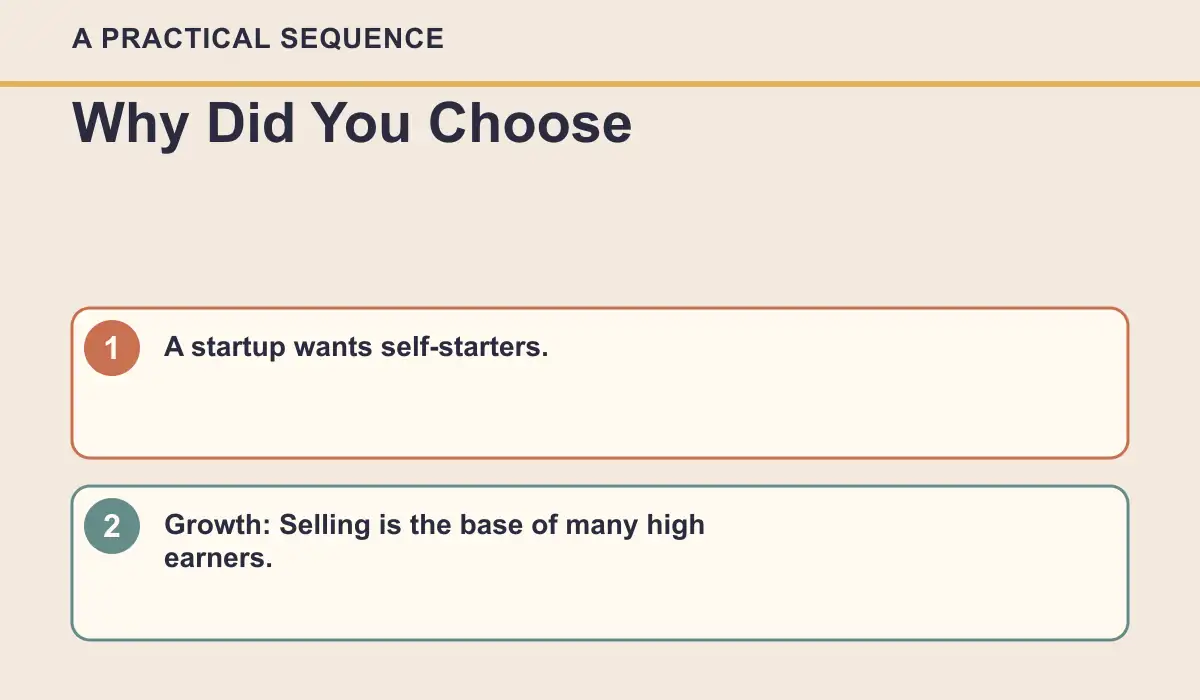 A PRACTICAL SEQUENCE
Why Did You Choose
1
A startup wants self-starters.
2
Growth: Selling is the base of many high
earners.